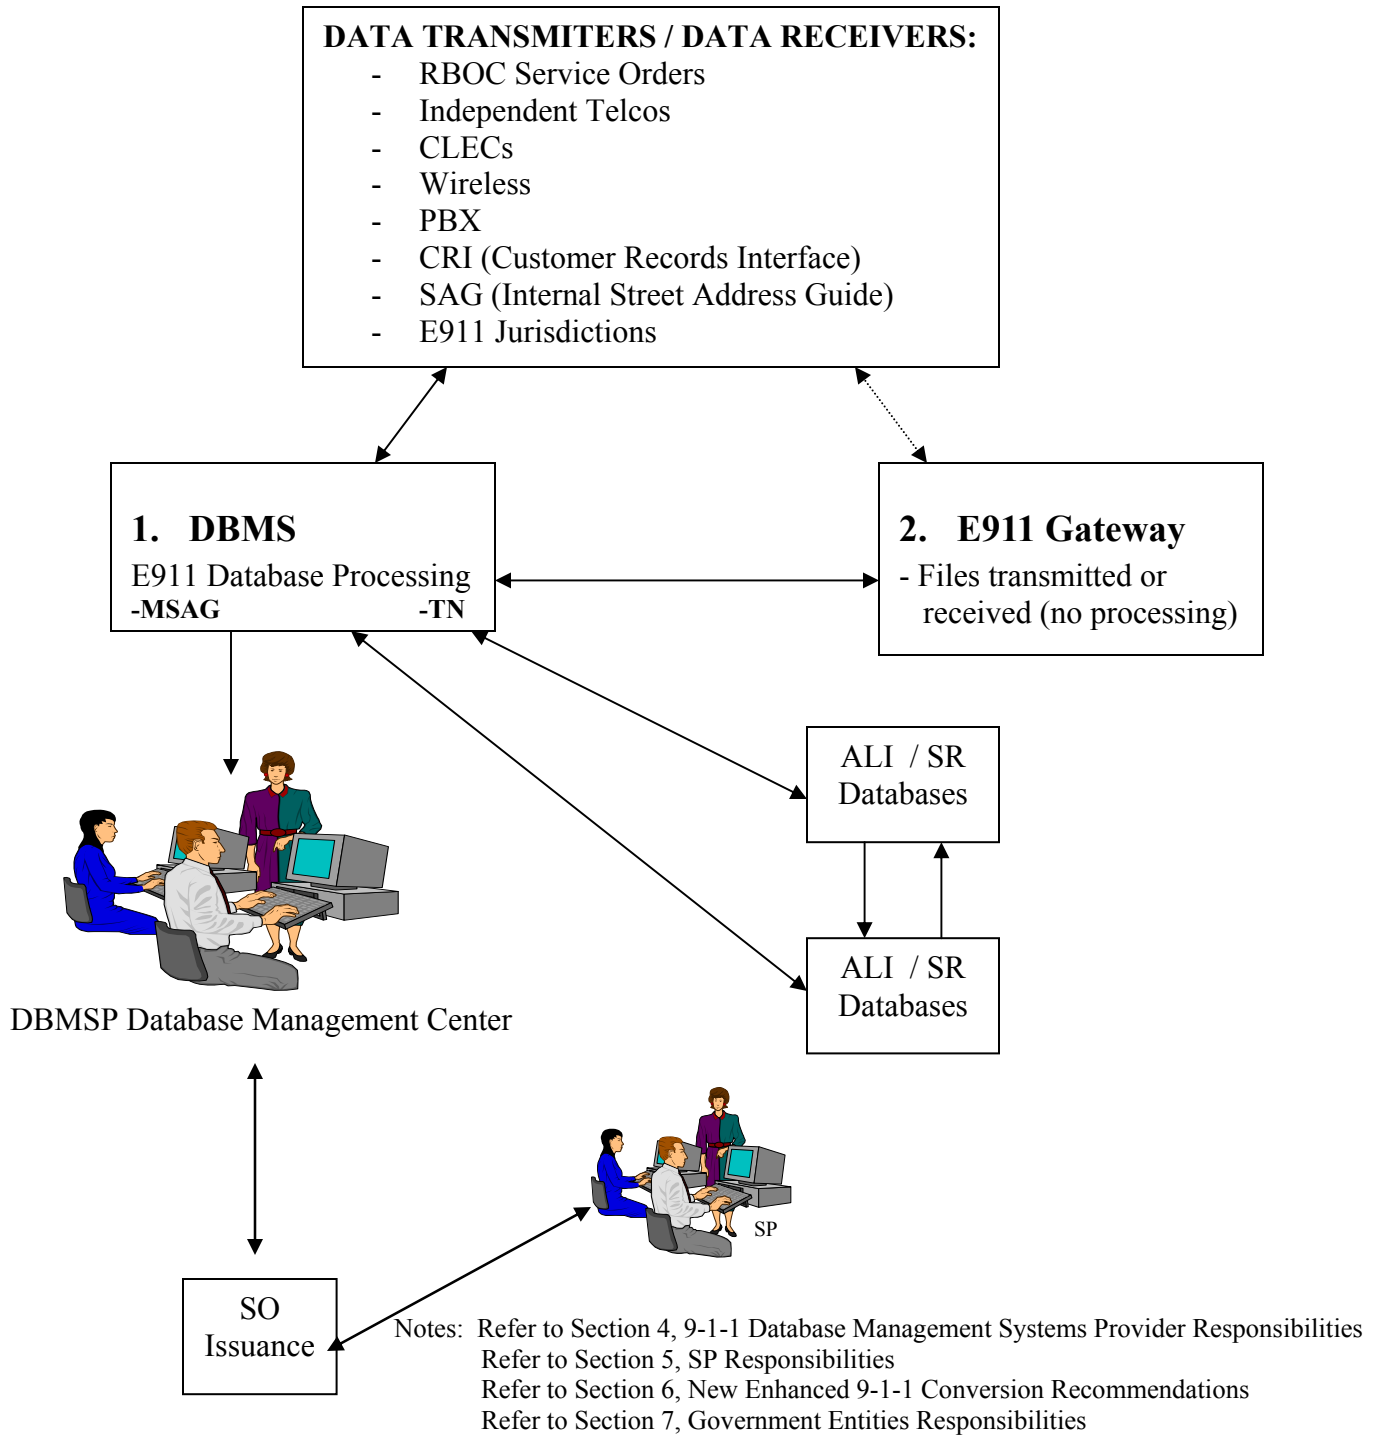 DATA TRANSMITERS / DATA RECEIVERS:
- RBOC Service Orders
- Independent Telcos
- CLECs
- Wireless
- PBX
- CRI (Customer Records Interface)
- SAG (Internal Street Address Guide)
- E911 Jurisdictions
1. DBMS
E911 Database Processing
-MSAG -TN
2. E911 Gateway
- Files transmitted or
received (no processing)
ALI / SR
Databases
ALI / SR
Databases
DBMSP Database Management Center
SP
SO
Issuance
Notes: Refer to Section 4, 9-1-1 Database Management Systems Provider Responsibilities
Refer to Section 5, SP Responsibilities
Refer to Section 6, New Enhanced 9-1-1 Conversion Recommendations
Refer to Section 7, Government Entities Responsibilities